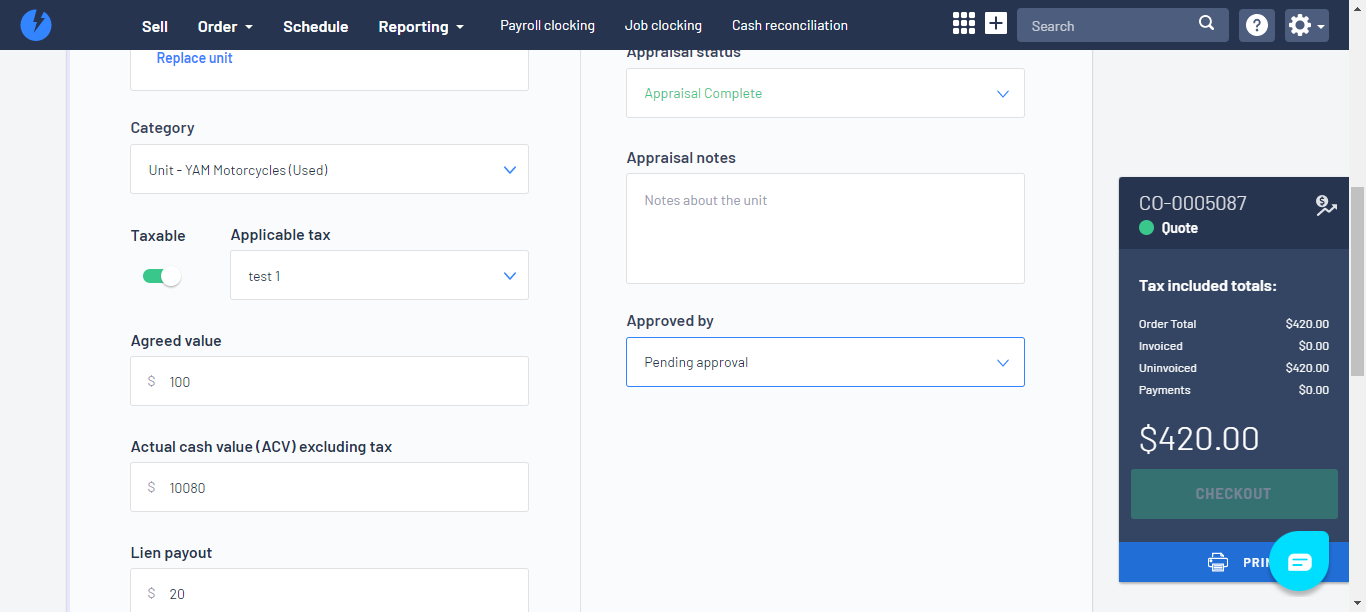 Sell
Order
Schedule
Reporting
Payroll clocking
Job clocking
Cash reconciliation
Search
?
Replace unit
Category
Unit - YAM Motorcycles (Used)
Taxable
Applicable tax
test 1
Agreed value
$ 100
Actual cash value (ACV) excluding tax
$ 10080
Lien payout
$ 20
Appraisal status
Appraisal Complete
Appraisal notes
Notes about the unit
Approved by
Pending approval
CO-0005087
Quote
Tax included totals:
Order Total $420.00
Invoiced $0.00
Uninvoiced $420.00
Payments $0.00
$420.00
CHECKOUT